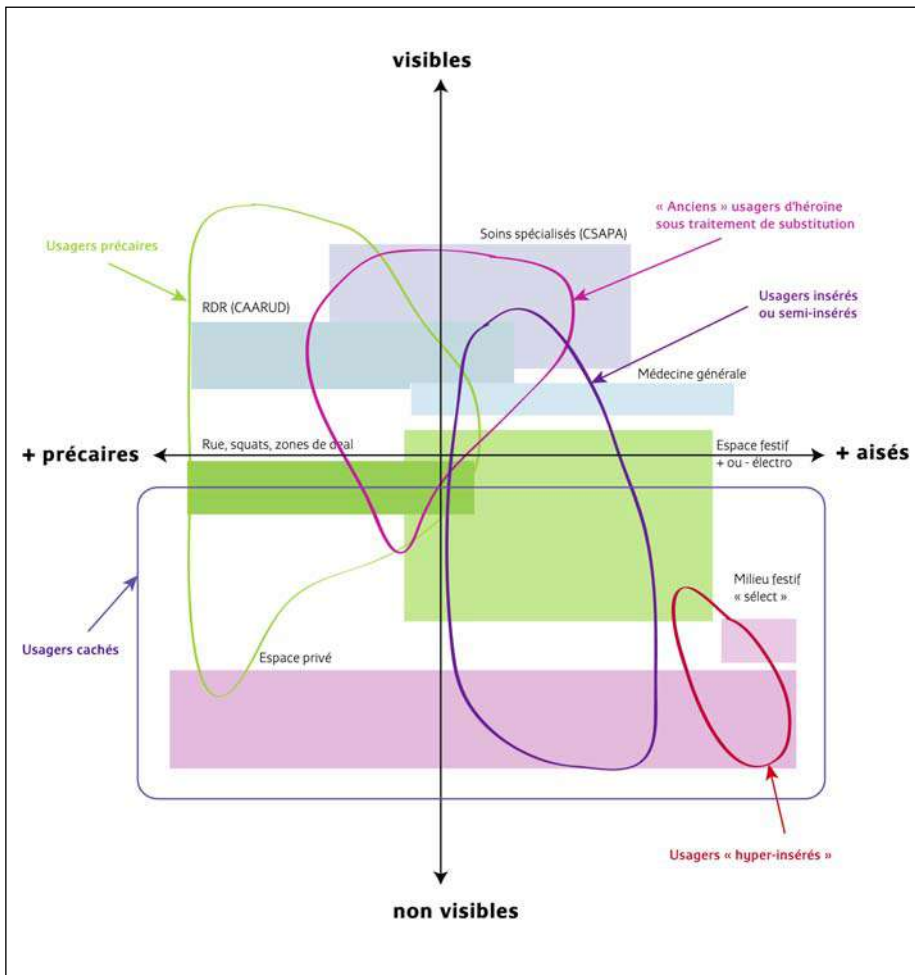 visibles
« Anciens » usagers d'héroïne
sous traitement de substitution
Usagers précaires
Soins spécialisés (CSAPA)
Usagers insérés
ou semi-insérés
RDR (CAARUD)
Médecine générale
+ précaires
Rue, squats, zones de deal
Espace festif
+ ou - électro
+ aisés
Milieu festif
« sélect »
Usagers cachés
Espace privé
Usagers « hyper-insérés »
non visibles